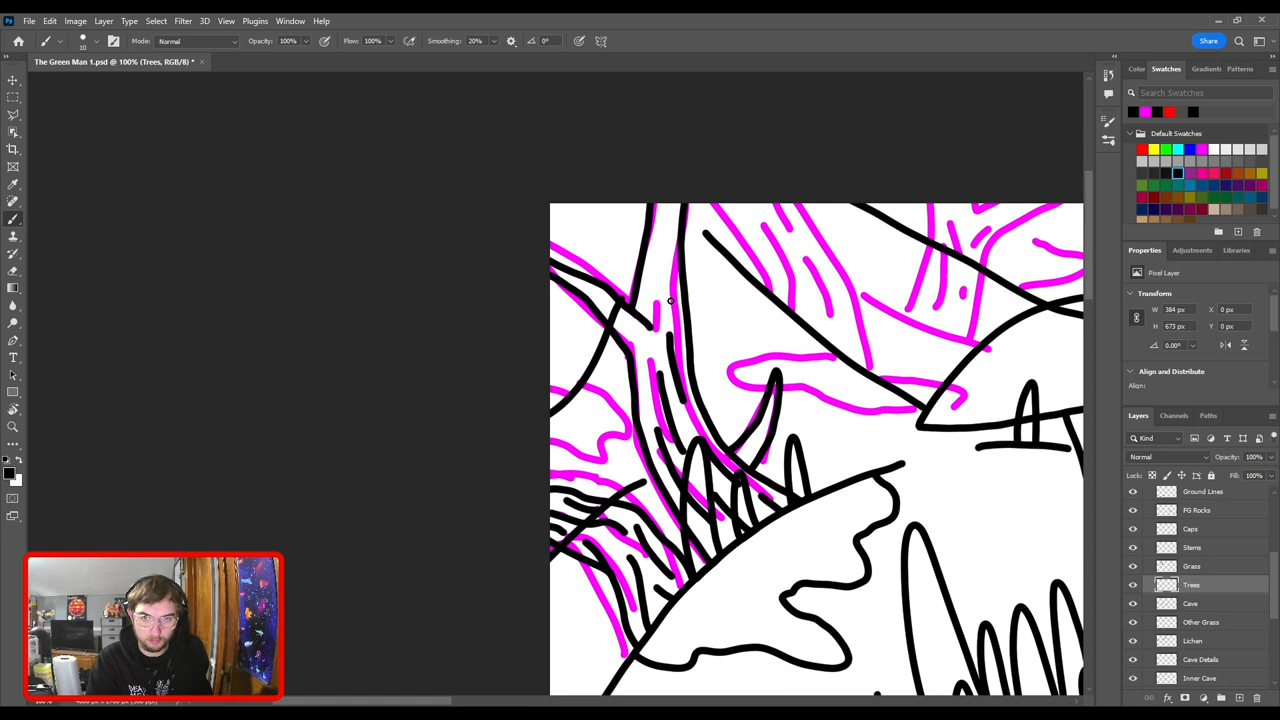 Ps File Edit Image Layer Type Select Filter 3D View Plugins Window Help
10 Mode: Normal Opacity: 100% Flow: 100% Smoothing: 20% 0° Share
The Green Man 1.psd @ 100% (Trees, RGB/8) *
Color Swatches Gradients Patterns
Search Swatches
Default Swatches
Properties Adjustments Libraries
Pixel Layer
Transform
W 384 px X 0 px
H 673 px Y 0 px
0.00°
Align and Distribute
Align:
Layers Channels Paths
Kind
Normal Opacity: 100%
Lock: Fill: 100%
Ground Lines
FG Rocks
Caps
Stems
Grass
Trees
Cave
Other Grass
Lichen
Cave Details
Inner Cave